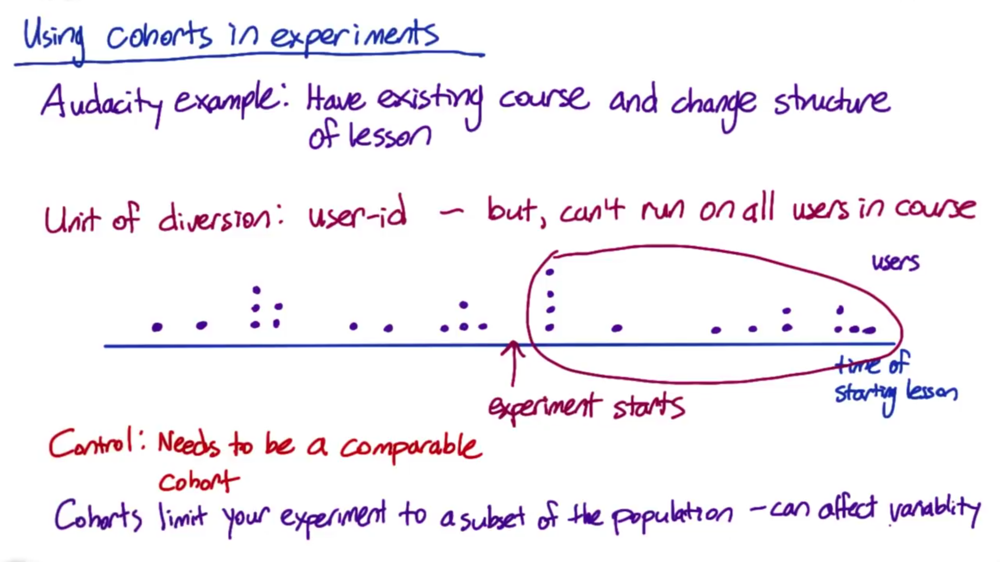 Using cohorts in experiments
Audacity example: Have existing course and change structure
of lesson
Unit of diversion: user-id – but, can't run on all users in course
users
time of
starting lesson
experiment starts
Control: Needs to be a comparable
cohort
Cohorts limit your experiment to a subset of the population – can affect variablity